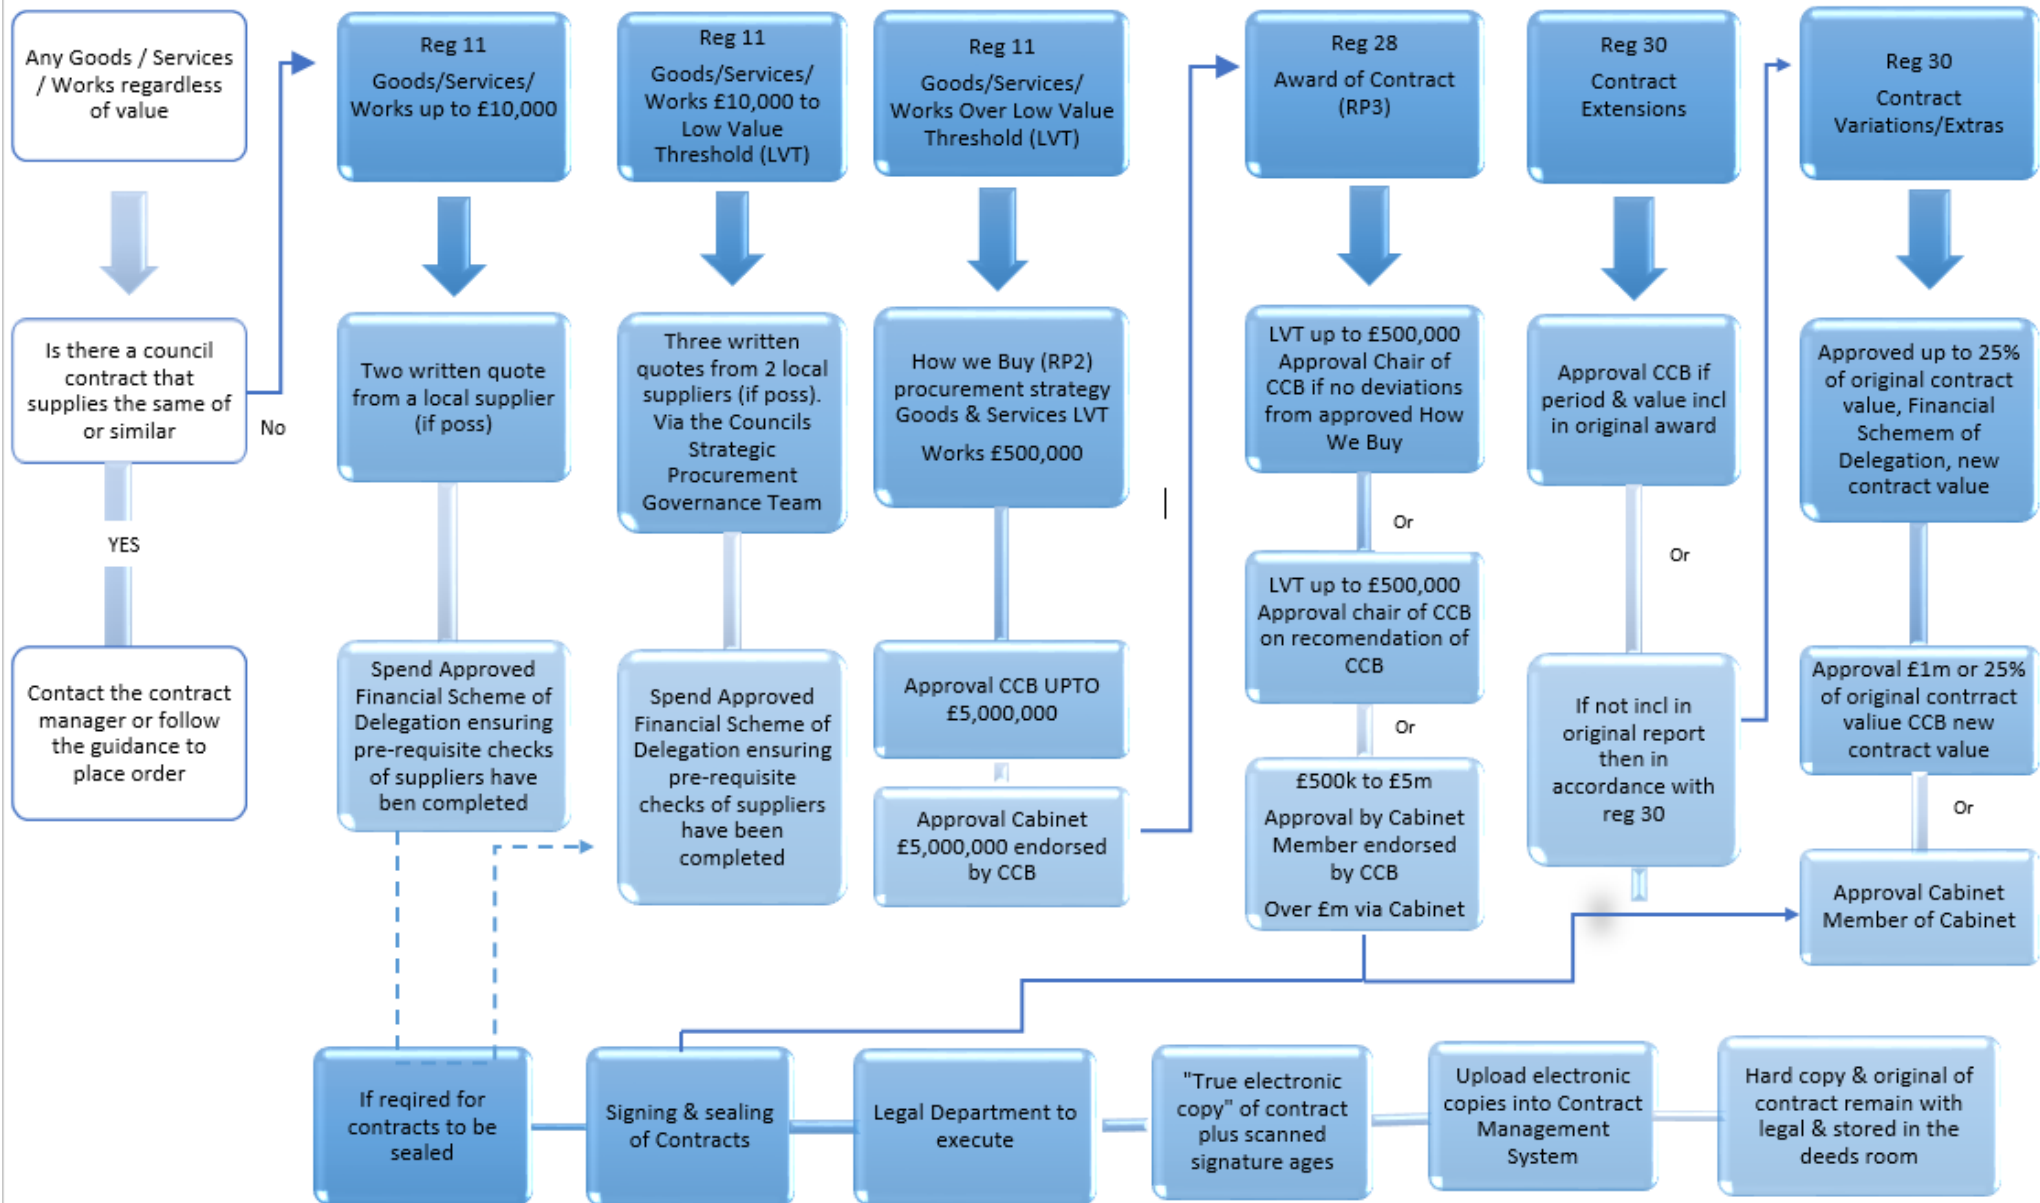 Any Goods / Services
/ Works regardless
of value
Is there a council
contract that
supplies the same of
or similar
No
YES
Contact the contract
manager or follow
the guidance to
place order
Reg 11
Goods/Services/
Works up to £10,000
Two written quote
from a local supplier
(if poss)
Spend Approved
Financial Scheme of
Delegation ensuring
pre-requisite checks
of suppliers have
ben completed
Reg 11
Goods/Services/
Works £10,000 to
Low Value
Threshold (LVT)
Three written
quotes from 2 local
suppliers (if poss).
Via the Councils
Strategic
Procurement
Governance Team
Spend Approved
Financial Scheme of
Delegation ensuring
pre-requisite
checks of suppliers
have been
completed
Reg 11
Goods/Services/
Works Over Low Value
Threshold (LVT)
How we Buy (RP2)
procurement strategy
Goods & Services LVT
Works £500,000
Approval CCB UPTO
£5,000,000
Approval Cabinet
£5,000,000 endorsed
by CCB
Reg 28
Award of Contract
(RP3)
LVT up to £500,000
Approval Chair of
CCB if no deviations
from approved How
We Buy
Or
LVT up to £500,000
Approval chair of CCB
on recomendation of
CCB
Or
£500k to £5m
Approval by Cabinet
Member endorsed
by CCB
Over £m via Cabinet
Reg 30
Contract
Extensions
Approval CCB if
period & value incl
in original award
Or
If not incl in
original report
then in
accordance with
reg 30
Reg 30
Contract
Variations/Extras
Approved up to 25%
of original contract
value, Financial
Schemem of
Delegation, new
contract value
Approval £1m or 25%
of original contrract
valiue CCB new
contract value
Or
Approval Cabinet
Member of Cabinet
If reqired for
contracts to be
sealed
Signing & sealing
of Contracts
Legal Department to
execute
"True electronic
copy" of contract
plus scanned
signature ages
Upload electronic
copies into Contract
Management
System
Hard copy & original of
contract remain with
legal & stored in the
deeds room